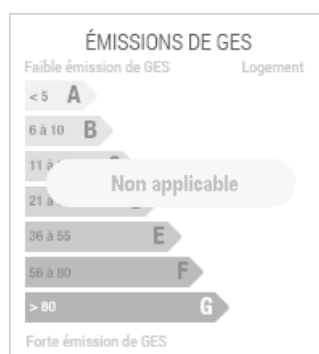 ÉMISSIONS DE GES
Faible émission de GES Logement
< 5 A
6 à 10 B
11 à
Non applicable
21 à
36 à 55 E
56 à 80 F
> 80 G
Forte émission de GES